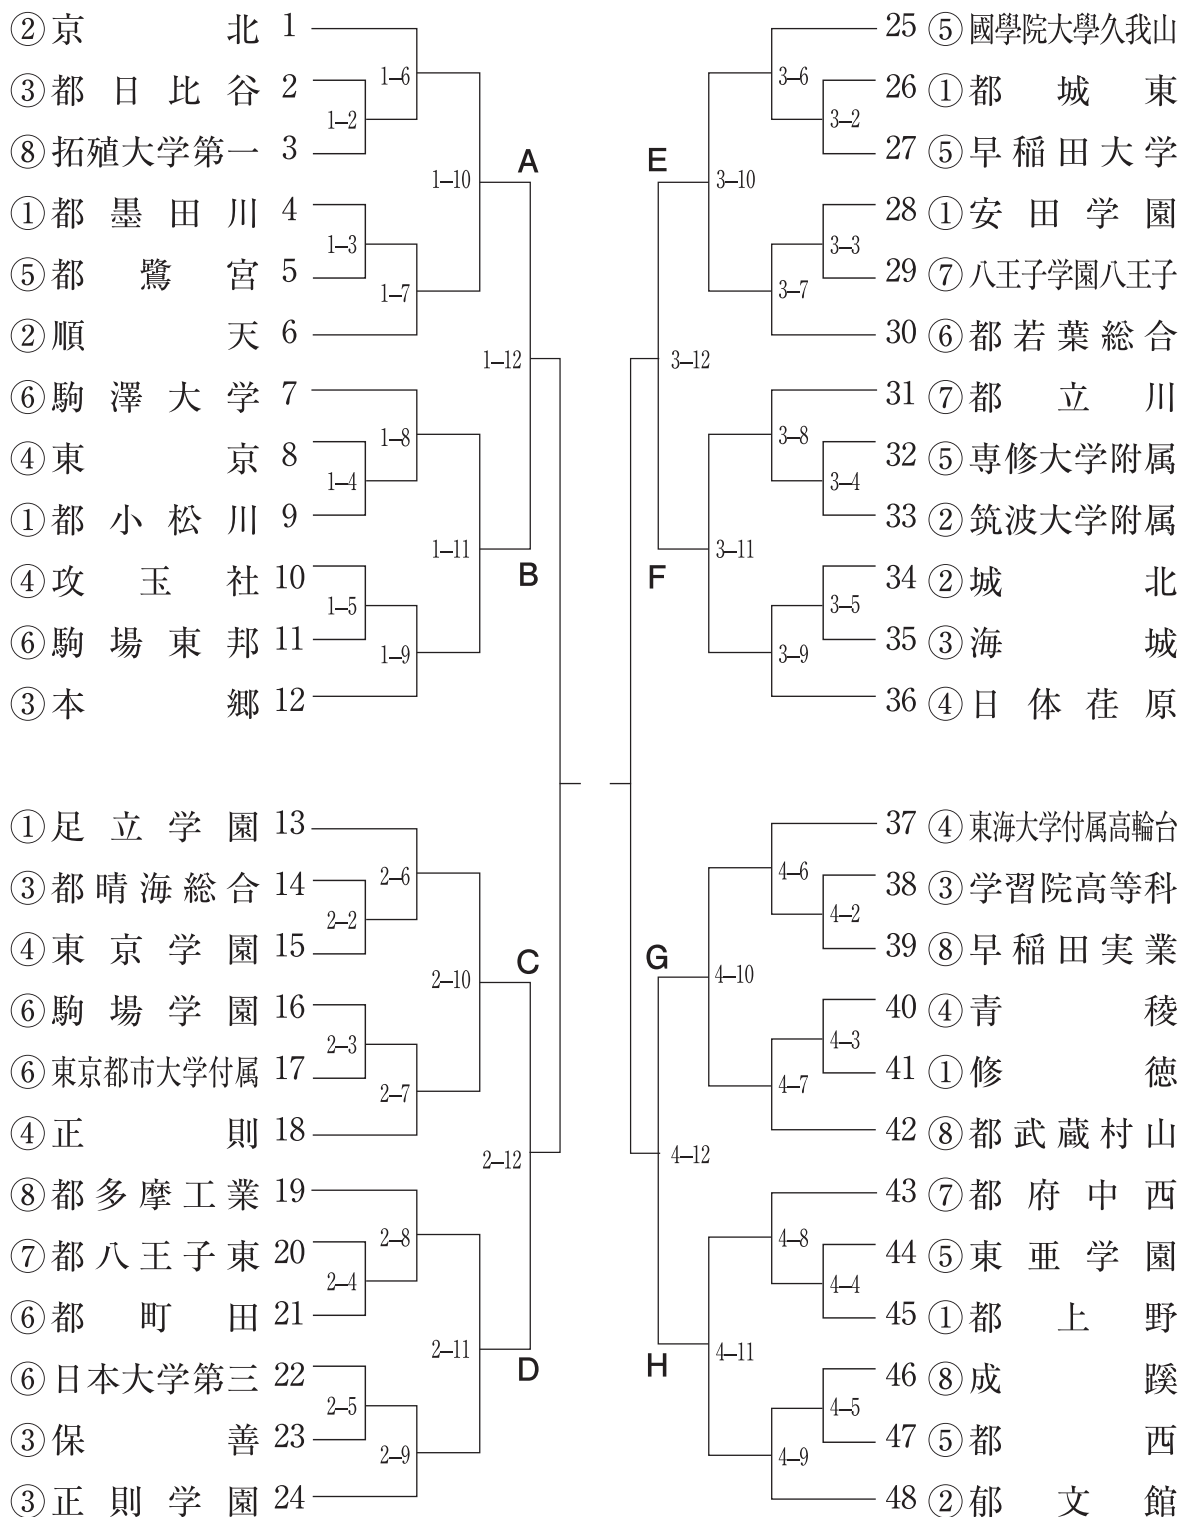 ②京北 1
③都日比谷 2
⑧拓殖大学第一 3
①都墨田川 4
⑤都鷺宮 5
②順天 6
⑥駒澤大学 7
④東京 8
①都小松川 9
④攻玉社 10
⑥駒場東邦 11
③本郷 12
1–6
1–2
1–10
A
1–3
1–7
1–12
1–8
1–4
1–11
B
1–5
1–9
①足立学園 13
③都晴海総合 14
④東京学園 15
⑥駒場学園 16
⑥東京都市大学付属 17
④正則 18
⑧都多摩工業 19
⑦都八王子東 20
⑥都町田 21
⑥日本大学第三 22
③保善 23
③正則学園 24
2–6
2–2
C
2–10
2–3
2–7
2–12
2–8
2–4
2–11
D
2–5
2–9
25 ⑤國學院大學久我山
26 ①都城東
27 ⑤早稲田大学
28 ①安田学園
29 ⑦八王子学園八王子
30 ⑥都若葉総合
31 ⑦都立川
32 ⑤専修大学附属
33 ②筑波大学附属
34 ②城北
35 ③海城
36 ④日体荏原
3–6
3–2
E
3–10
3–3
3–7
3–12
3–8
3–4
3–11
F
3–5
3–9
37 ④東海大学付属高輪台
38 ③学習院高等科
39 ⑧早稲田実業
40 ④青稜
41 ①修徳
42 ⑧都武蔵村山
43 ⑦都府中西
44 ⑤東亜学園
45 ①都上野
46 ⑧成蹊
47 ⑤都西
48 ②郁文館
4–6
4–2
G
4–10
4–3
4–7
4–12
4–8
4–4
4–11
H
4–5
4–9